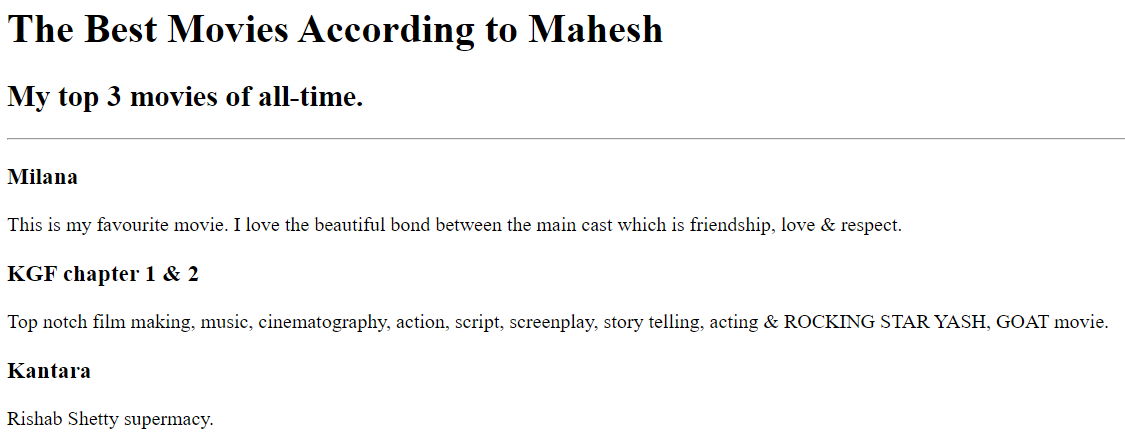 The Best Movies According to Mahesh
My top 3 movies of all-time.
Milana
This is my favourite movie. I love the beautiful bond between the main cast which is friendship, love & respect.
KGF chapter 1 & 2
Top notch film making, music, cinematography, action, script, screenplay, story telling, acting & ROCKING STAR YASH, GOAT movie.
Kantara
Rishab Shetty supermacy.